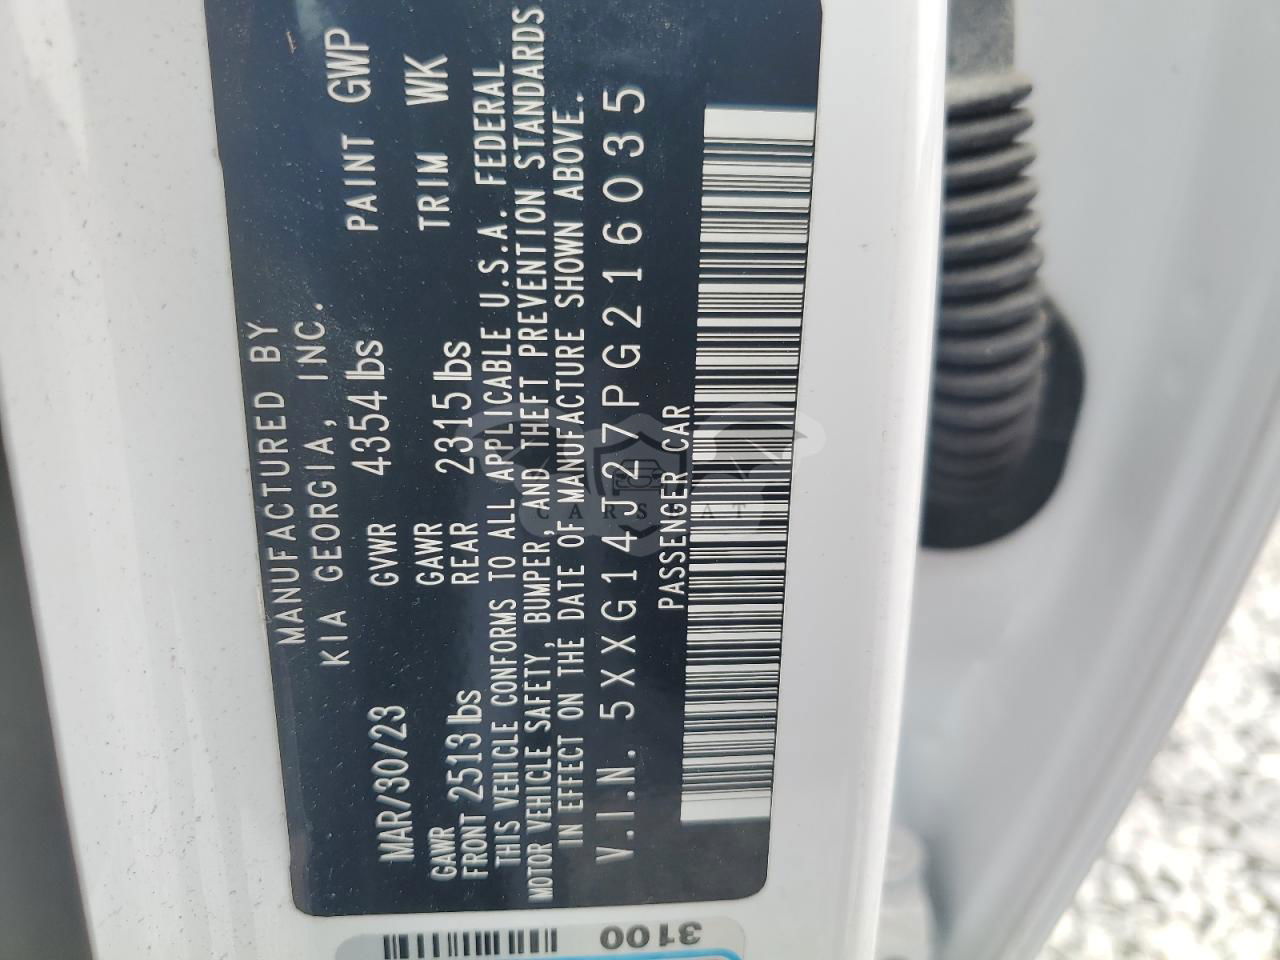 MANUFACTURED BY
KIA GEORGIA, INC.
MAR/30/23 GVWR 4354 lbs PAINT GWP
GAWR FRONT 2513 lbs GAWR REAR 2315 lbs TRIM WK
THIS VEHICLE CONFORMS TO ALL APPLICABLE U.S.A. FEDERAL
MOTOR VEHICLE SAFETY, BUMPER, AND THEFT PREVENTION STANDARDS
IN EFFECT ON THE DATE OF MANUFACTURE SHOWN ABOVE.
V.I.N. 5XXG14J27PG216035
PASSENGER CAR
3100